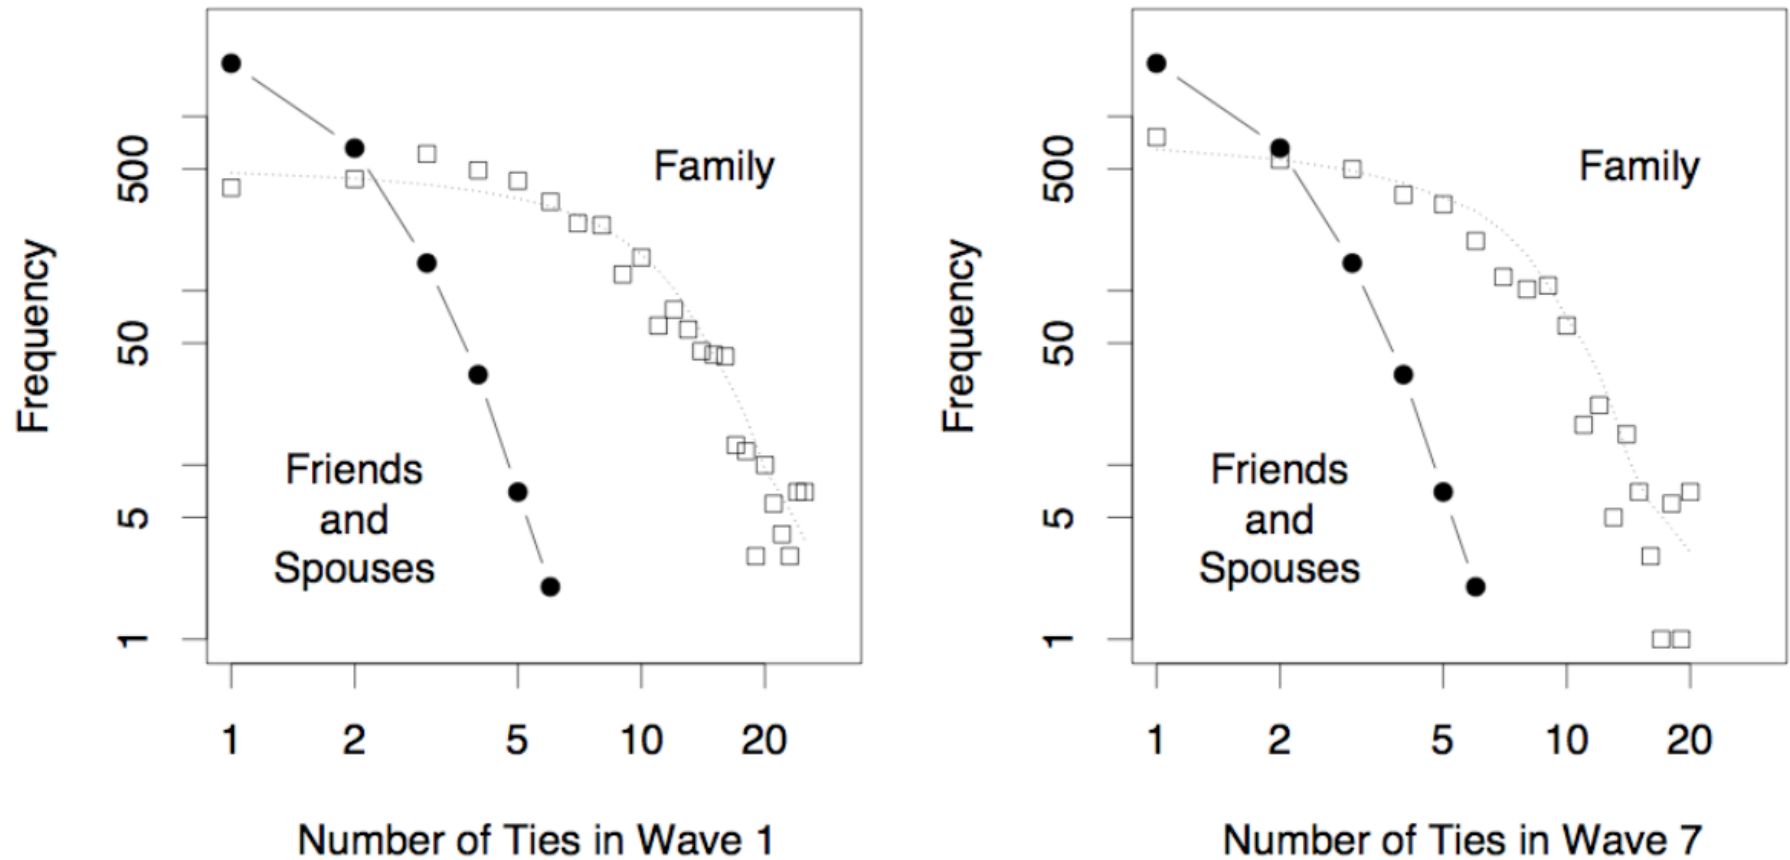 Frequency
500
50
5
1
Family
Friends
and
Spouses
1 2 5 10 20
Number of Ties in Wave 1
Frequency
500
50
5
1
Family
Friends
and
Spouses
1 2 5 10 20
Number of Ties in Wave 7